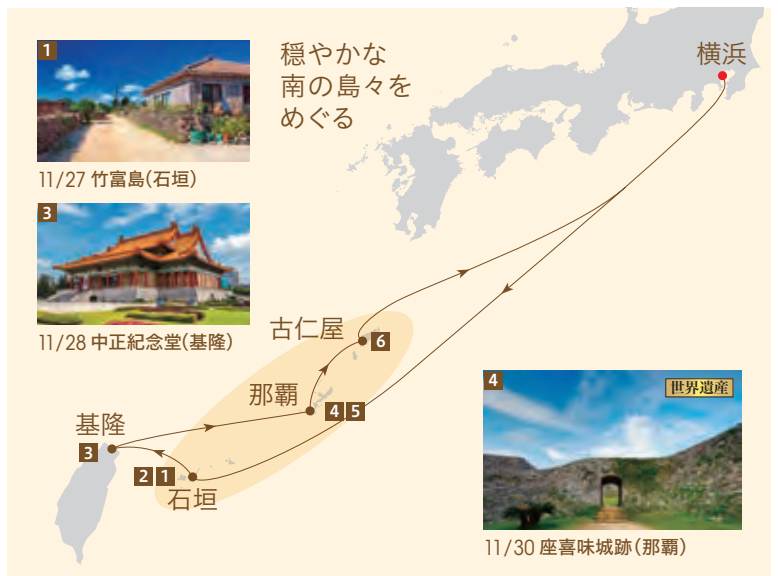 1
穏やかな
南の島々を
めぐる
横浜
11/27 竹富島(石垣)
3
11/28 中正紀念堂(基隆)
古仁屋
6
那覇
4 5
基隆
3
2 1
石垣
4
世界遺産
11/30 座喜味城跡(那覇)